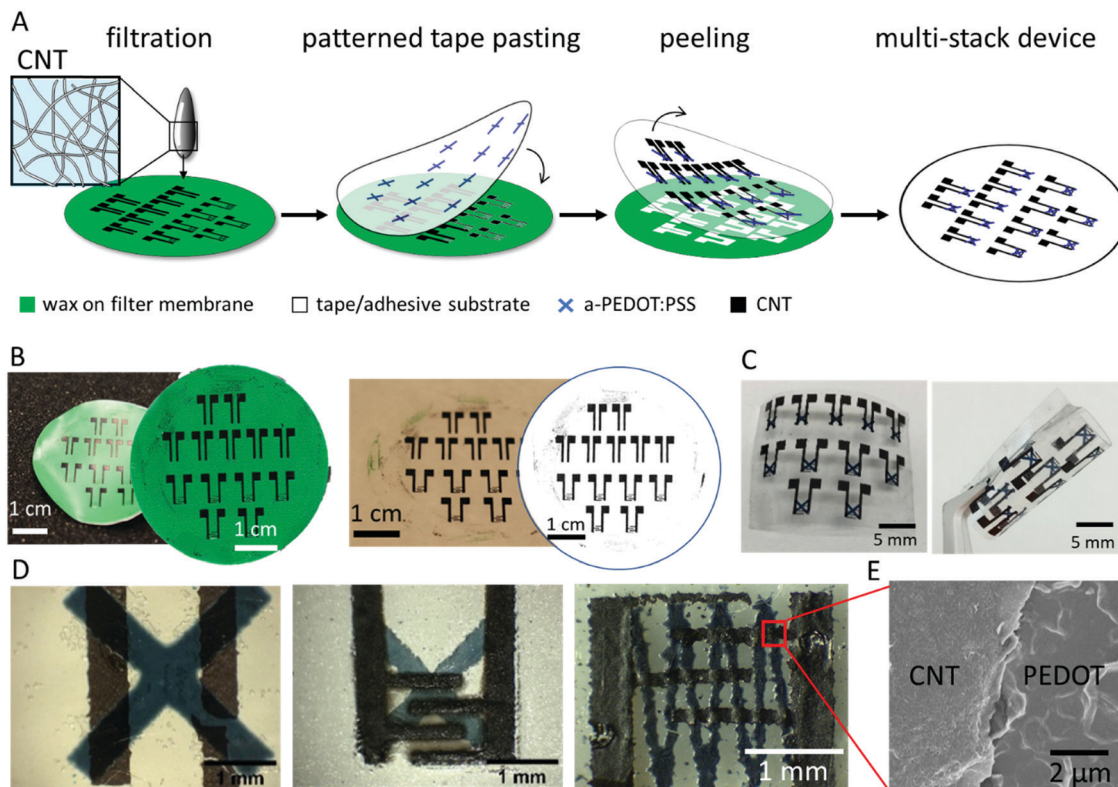 A
filtration
patterned tape pasting
peeling
multi-stack device
CNT
wax on filter membrane
tape/adhesive substrate
a-PEDOT:PSS
CNT
B
1 cm
1 cm
1 cm
1 cm
C
5 mm
5 mm
D
1 mm
1 mm
1 mm
E
CNT
PEDOT
2 μm